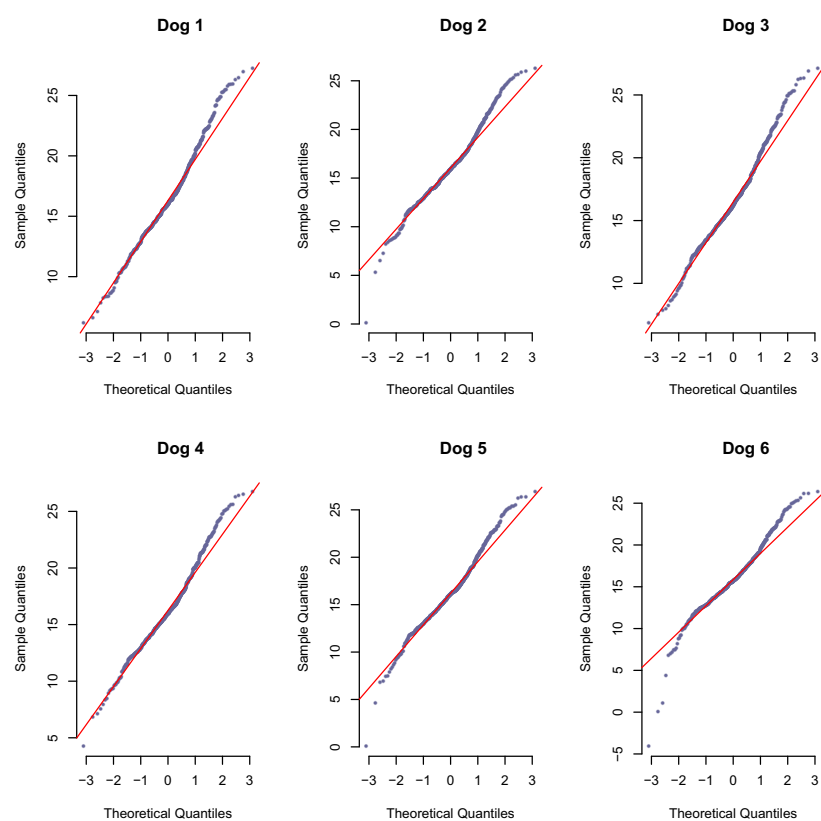 Dog 1
Dog 2
Dog 3
Sample Quantiles
10 15 20 25
−3 −2 −1 0 1 2 3
Theoretical Quantiles
Sample Quantiles
0 5 10 15 20 25
−3 −2 −1 0 1 2 3
Theoretical Quantiles
Sample Quantiles
10 15 20 25
−3 −2 −1 0 1 2 3
Theoretical Quantiles
Dog 4
Dog 5
Dog 6
Sample Quantiles
5 10 15 20 25
−3 −2 −1 0 1 2 3
Theoretical Quantiles
Sample Quantiles
0 5 10 15 20 25
−3 −2 −1 0 1 2 3
Theoretical Quantiles
Sample Quantiles
−5 0 5 10 15 20 25
−3 −2 −1 0 1 2 3
Theoretical Quantiles